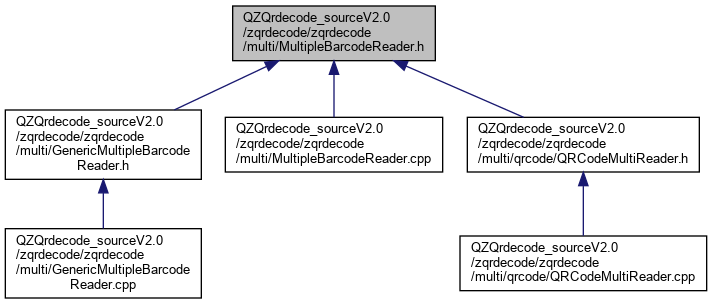 QZQrdecode_sourceV2.0
/zqrdecode/zqrdecode
/multi/MultipleBarcodeReader.h
QZQrdecode_sourceV2.0
/zqrdecode/zqrdecode
/multi/GenericMultipleBarcode
Reader.h
QZQrdecode_sourceV2.0
/zqrdecode/zqrdecode
/multi/MultipleBarcodeReader.cpp
QZQrdecode_sourceV2.0
/zqrdecode/zqrdecode
/multi/qrcode/QRCodeMultiReader.h
QZQrdecode_sourceV2.0
/zqrdecode/zqrdecode
/multi/GenericMultipleBarcode
Reader.cpp
QZQrdecode_sourceV2.0
/zqrdecode/zqrdecode
/multi/qrcode/QRCodeMultiReader.cpp